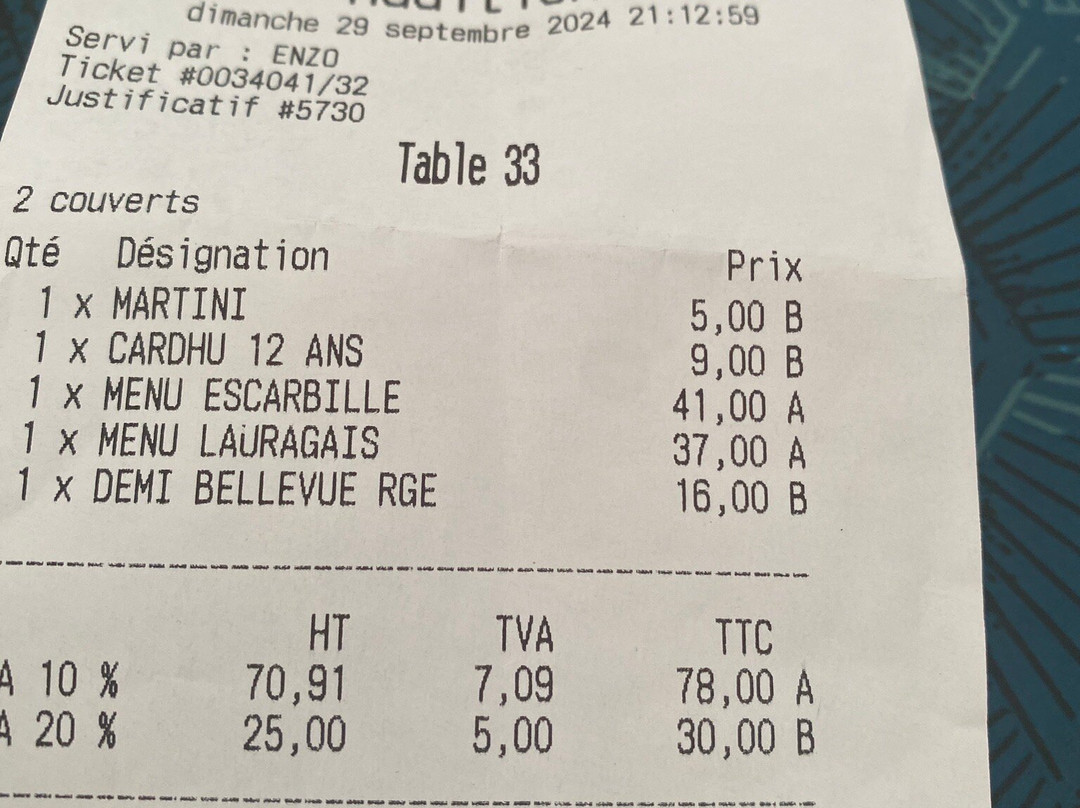 dimanche 29 septembre 2024 21:12:59
Servi par : ENZO
Ticket #0034041/32
Justificatif #5730
Table 33
2 couverts
Qté Désignation Prix
1 x MARTINI 5,00 B
1 x CARDHU 12 ANS 9,00 B
1 x MENU ESCARBILLE 41,00 A
1 x MENU LAURAGAIS 37,00 A
1 x DEMI BELLEVUE RGE 16,00 B
HT TVA TTC
A 10 % 70,91 7,09 78,00 A
A 20 % 25,00 5,00 30,00 B